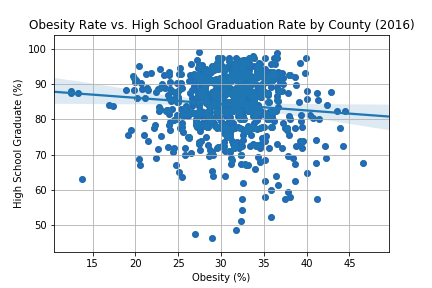 Obesity Rate vs. High School Graduation Rate by County (2016)
High School Graduate (%)
100
90
80
70
60
50
15 20 25 30 35 40 45
Obesity (%)